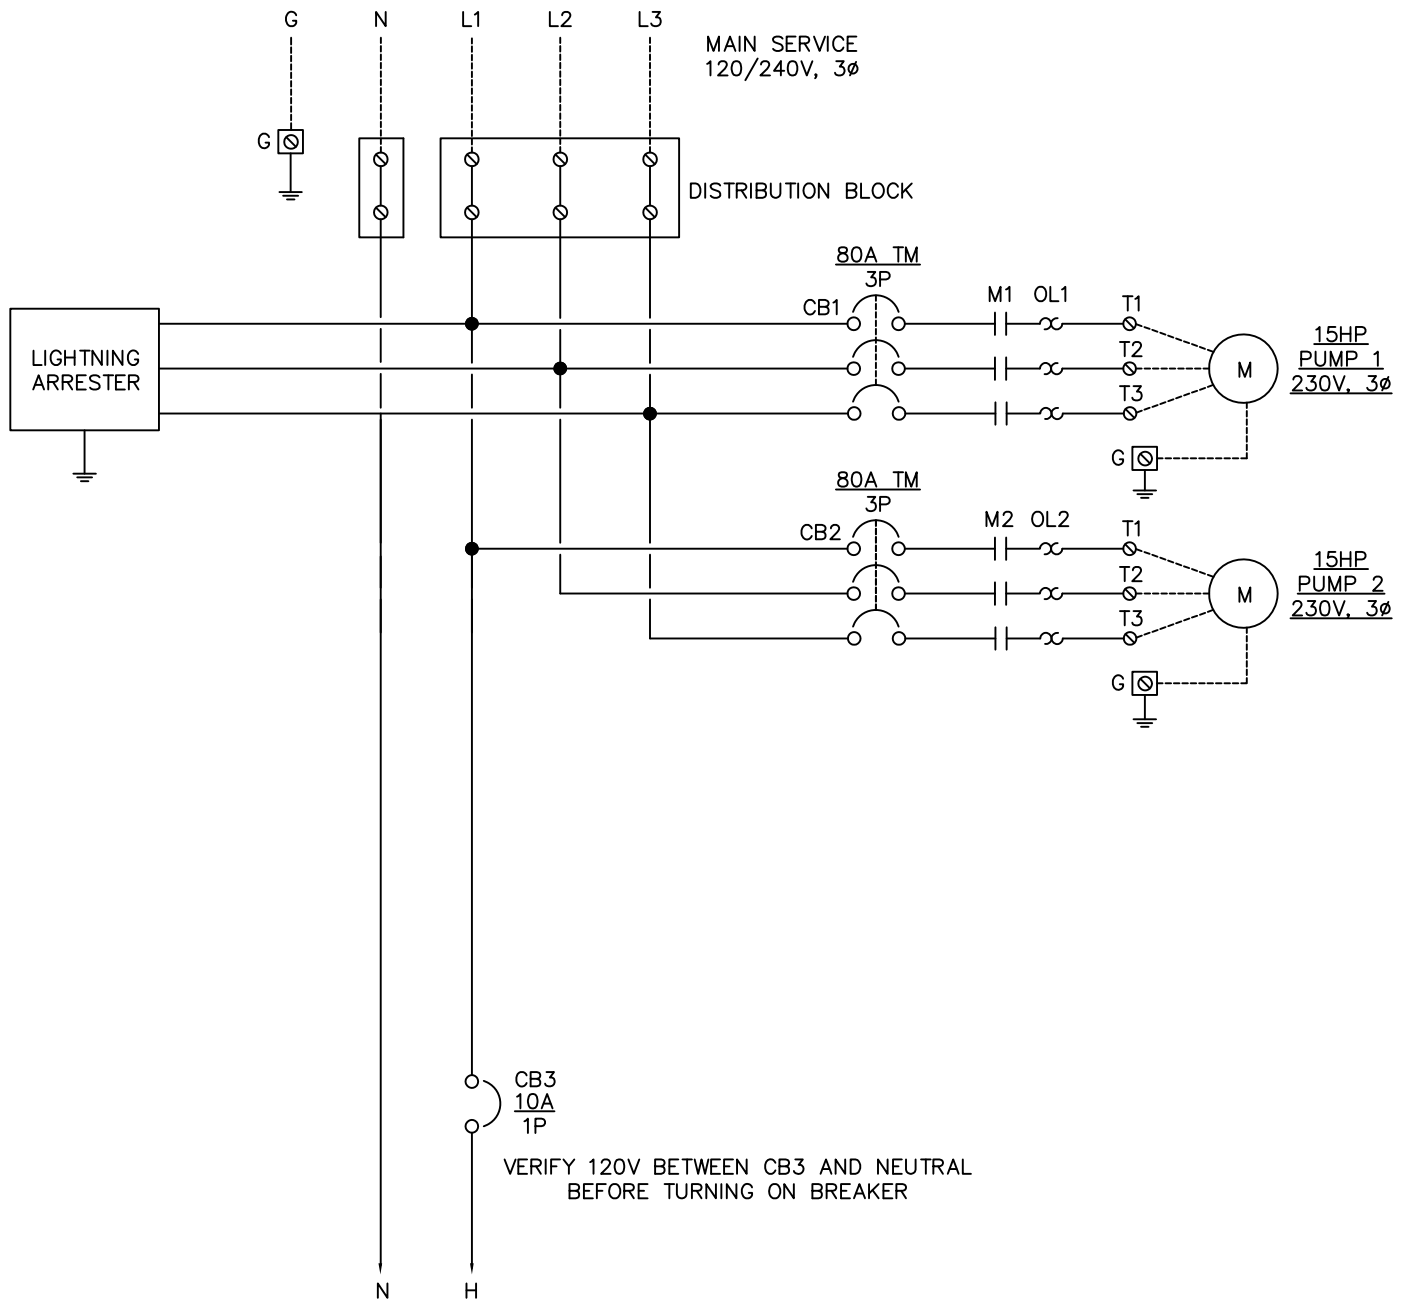 G N L1 L2 L3
MAIN SERVICE
120/240V, 3ø
G
DISTRIBUTION BLOCK
80A TM
3P
CB1
M1 OL1
T1
T2
T3
LIGHTNING
ARRESTER
M
15HP
PUMP 1
230V, 3ø
G
80A TM
3P
CB2
M2 OL2
T1
T2
T3
M
15HP
PUMP 2
230V, 3ø
G
CB3
10A
1P
VERIFY 120V BETWEEN CB3 AND NEUTRAL
BEFORE TURNING ON BREAKER
N H